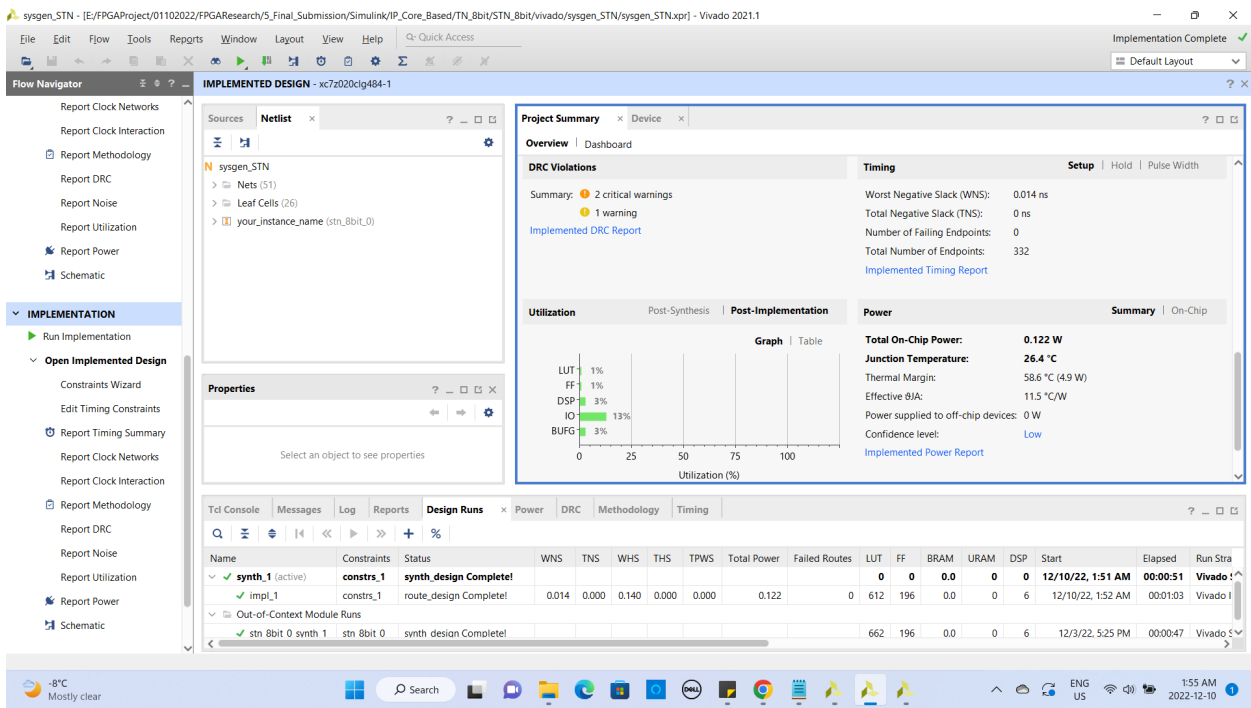 sysgen_STN - [E:/FPGAProject/01102022/FPGAResearch/5_Final_Submission/Simulink/IP_Core_Based/TN_8bit/STN_8bit/vivado/sysgen_STN/sysgen_STN.xpr] - Vivado 2021.1
File Edit Flow Tools Reports Window Layout View Help Q- Quick Access Implementation Complete
Default Layout
Flow Navigator
IMPLEMENTED DESIGN - xc7z020clg484-1
Report Clock Networks
Report Clock Interaction
Report Methodology
Report DRC
Report Noise
Report Utilization
Report Power
Schematic
IMPLEMENTATION
Run Implementation
Open Implemented Design
Constraints Wizard
Edit Timing Constraints
Report Timing Summary
Report Clock Networks
Report Clock Interaction
Report Methodology
Report DRC
Report Noise
Report Utilization
Report Power
Schematic
Sources Netlist
N sysgen_STN
Nets (51)
Leaf Cells (26)
your_instance_name (stn_8bit_0)
Properties
Select an object to see properties
Project Summary Device
Overview | Dashboard
DRC Violations
Summary: 2 critical warnings
1 warning
Implemented DRC Report
Timing Setup | Hold | Pulse Width
Worst Negative Slack (WNS): 0.014 ns
Total Negative Slack (TNS): 0 ns
Number of Failing Endpoints: 0
Total Number of Endpoints: 332
Implemented Timing Report
Utilization Post-Synthesis | Post-Implementation
Graph | Table
LUT 1%
FF 1%
DSP 3%
IO 13%
BUFG 3%
0 25 50 75 100
Utilization (%)
Power Summary | On-Chip
Total On-Chip Power: 0.122 W
Junction Temperature: 26.4 °C
Thermal Margin: 58.6 °C (4.9 W)
Effective ϑJA: 11.5 °C/W
Power supplied to off-chip devices: 0 W
Confidence level: Low
Implemented Power Report
Tcl Console Messages Log Reports Design Runs Power DRC Methodology Timing
Name Constraints Status WNS TNS WHS THS TPWS Total Power Failed Routes LUT FF BRAM URAM DSP Start Elapsed Run Stra
synth_1 (active) constrs_1 synth_design Complete! 0 0 0.0 0 0 12/10/22, 1:51 AM 00:00:51 Vivado S
impl_1 constrs_1 route_design Complete! 0.014 0.000 0.140 0.000 0.000 0.122 0 612 196 0.0 0 6 12/10/22, 1:52 AM 00:01:03 Vivado I
Out-of-Context Module Runs
stn_8bit_0_synth_1 stn_8bit_0 synth_design Complete! 662 196 0.0 0 6 12/3/22, 5:25 PM 00:00:47 Vivado S
-8°C
Mostly clear
Search
DELL
ENG
US
1:55 AM
2022-12-10
1